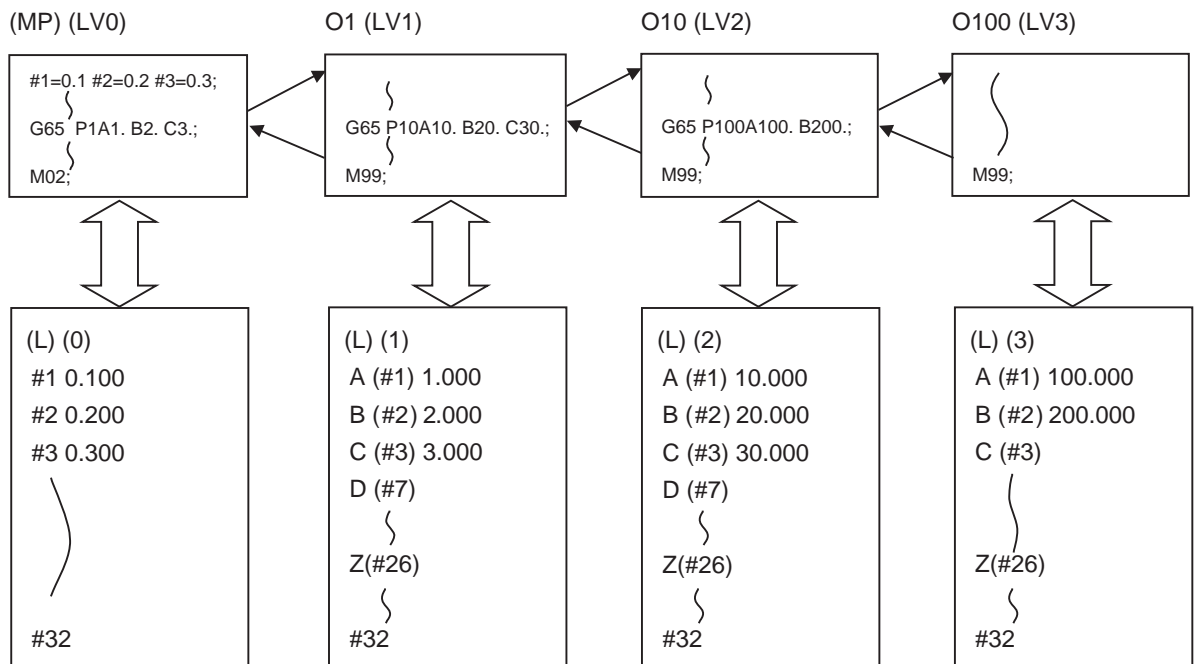 (MP) (LV0)
O1 (LV1)
O10 (LV2)
O100 (LV3)
#1=0.1 #2=0.2 #3=0.3;
G65 P1A1. B2. C3.;
M02;
G65 P10A10. B20. C30.;
M99;
G65 P100A100. B200.;
M99;
M99;
(L) (0)
#1 0.100
#2 0.200
#3 0.300
#32
(L) (1)
A (#1) 1.000
B (#2) 2.000
C (#3) 3.000
D (#7)
Z(#26)
#32
(L) (2)
A (#1) 10.000
B (#2) 20.000
C (#3) 30.000
D (#7)
Z(#26)
#32
(L) (3)
A (#1) 100.000
B (#2) 200.000
C (#3)
Z(#26)
#32